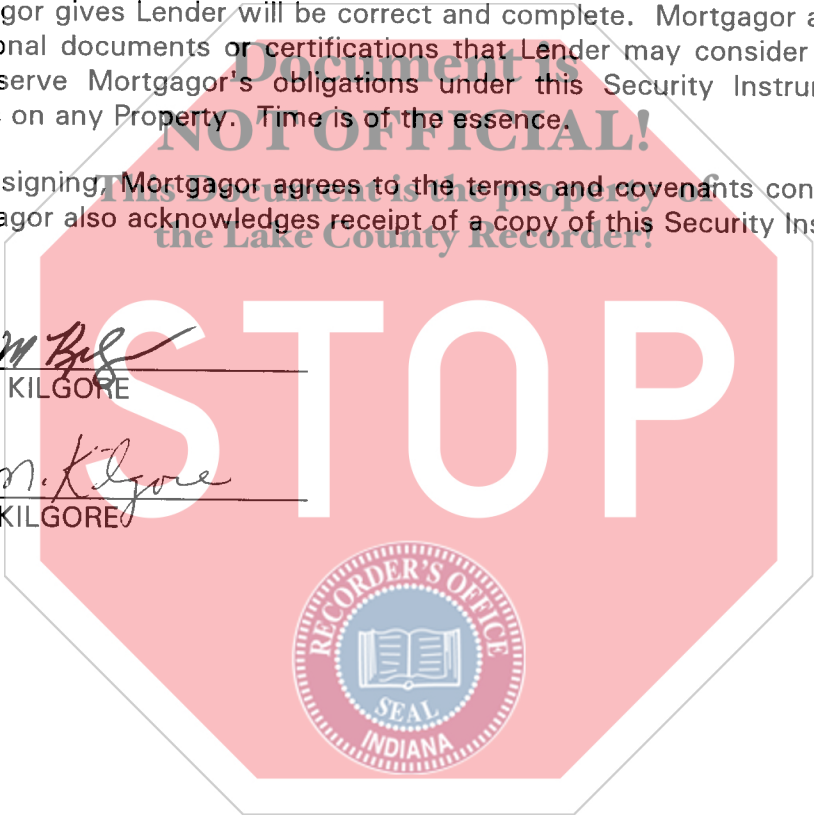 gor gives Lender will be correct and complete. Mortgagor a
onal documents or certifications that Lender may consider
serve Mortgagor's obligations under this Security Instru
on any Property. Time is of the essence.
Document is
NOT OFFICIAL!
This Document is the property of
the Lake County Recorder!
signing, Mortgagor agrees to the terms and covenants con
agor also acknowledges receipt of a copy of this Security Ins
STOP
KILGORE
M. Kilgore
KILGORE
RECORDER'S OFFICE
SEAL
INDIANA